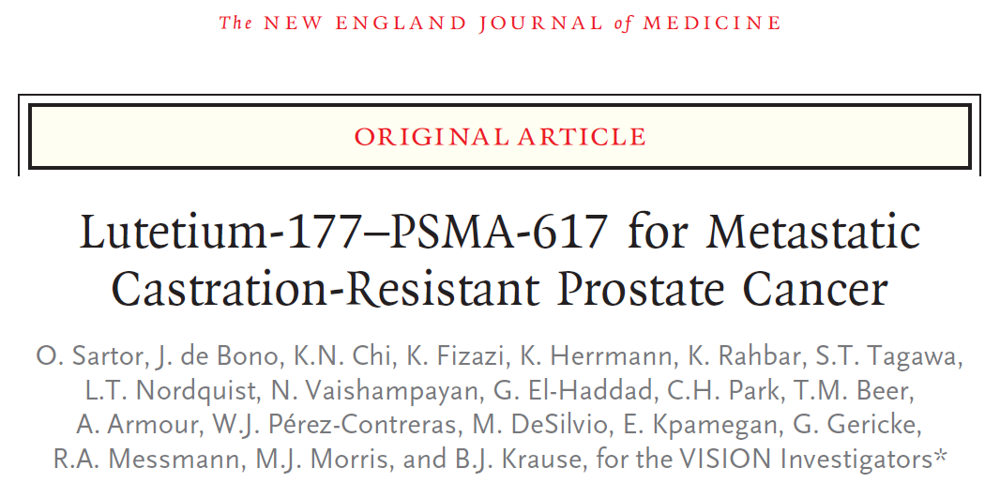 The NEW ENGLAND JOURNAL of MEDICINE
ORIGINAL ARTICLE
Lutetium-177–PSMA-617 for Metastatic
Castration-Resistant Prostate Cancer
O. Sartor, J. de Bono, K.N. Chi, K. Fizazi, K. Herrmann, K. Rahbar, S.T. Tagawa,
L.T. Nordquist, N. Vaishampayan, G. El-Haddad, C.H. Park, T.M. Beer,
A. Armour, W.J. Pérez-Contreras, M. DeSilvio, E. Kpamegan, G. Gericke,
R.A. Messmann, M.J. Morris, and B.J. Krause, for the VISION Investigators*